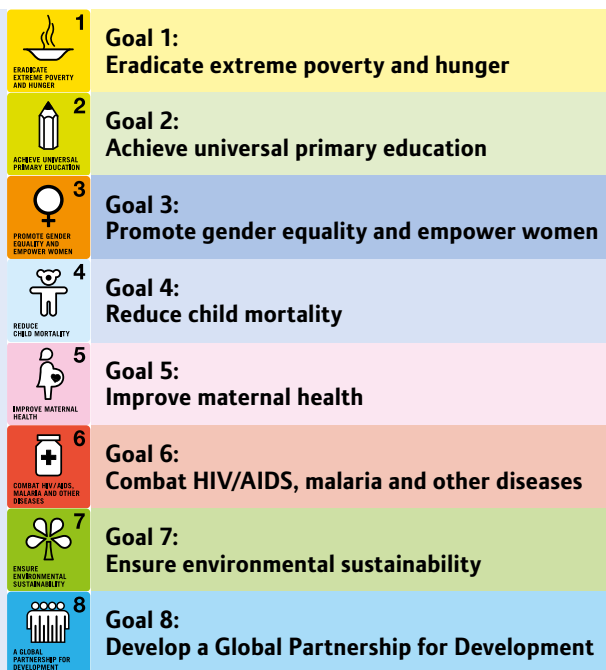 1
ERADICATE
EXTREME POVERTY
AND HUNGER
Goal 1:
Eradicate extreme poverty and hunger
2
ACHIEVE UNIVERSAL
PRIMARY EDUCATION
Goal 2:
Achieve universal primary education
3
PROMOTE GENDER
EQUALITY AND
EMPOWER WOMEN
Goal 3:
Promote gender equality and empower women
4
REDUCE
CHILD MORTALITY
Goal 4:
Reduce child mortality
5
IMPROVE MATERNAL
HEALTH
Goal 5:
Improve maternal health
6
COMBAT HIV/AIDS,
MALARIA AND OTHER
DISEASES
Goal 6:
Combat HIV/AIDS, malaria and other diseases
7
ENSURE
ENVIRONMENTAL
SUSTAINABILITY
Goal 7:
Ensure environmental sustainability
8
A GLOBAL
PARTNERSHIP FOR
DEVELOPMENT
Goal 8:
Develop a Global Partnership for Development